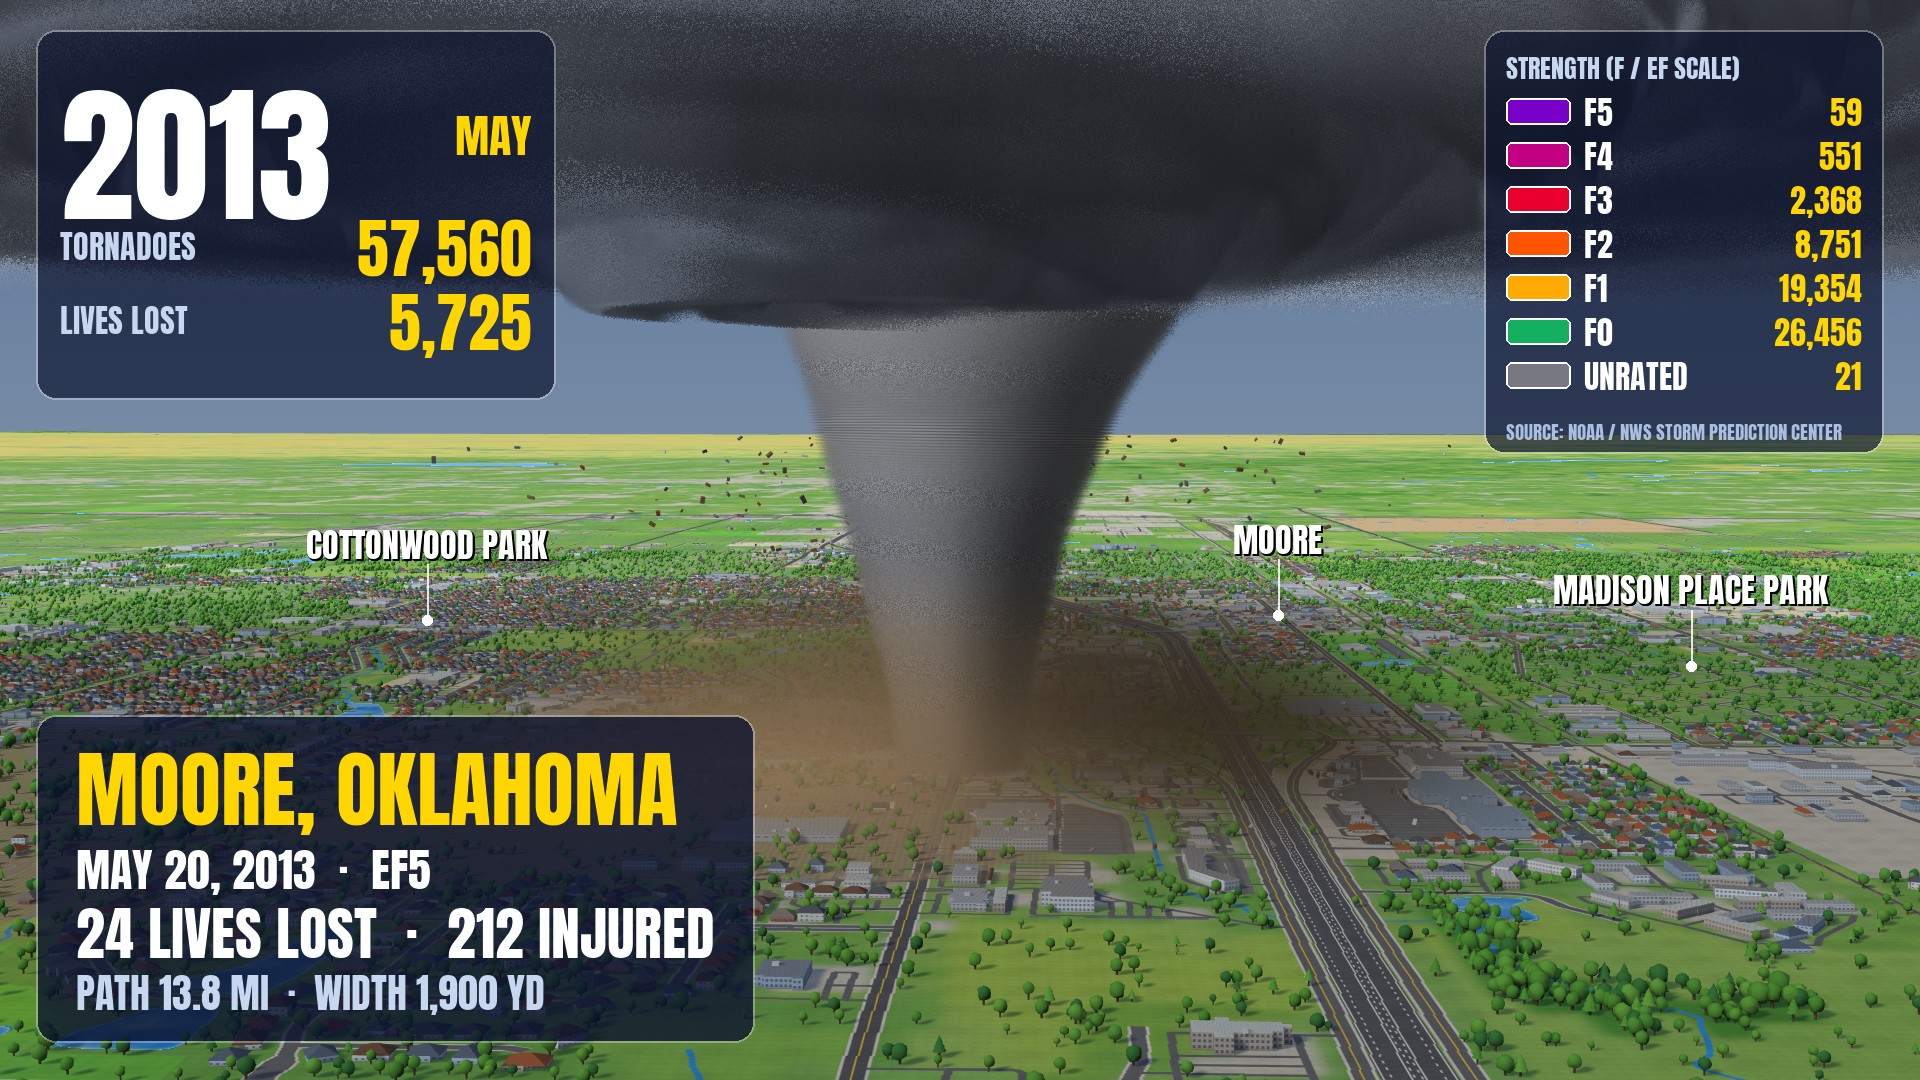 2013
MAY
TORNADOES 57,560
LIVES LOST 5,725
STRENGTH (F / EF SCALE)
F5 59
F4 551
F3 2,368
F2 8,751
F1 19,354
F0 26,456
UNRATED 21
SOURCE: NOAA / NWS STORM PREDICTION CENTER
COTTONWOOD PARK
MOORE
MADISON PLACE PARK
MOORE, OKLAHOMA
MAY 20, 2013 · EF5
24 LIVES LOST · 212 INJURED
PATH 13.8 MI · WIDTH 1,900 YD